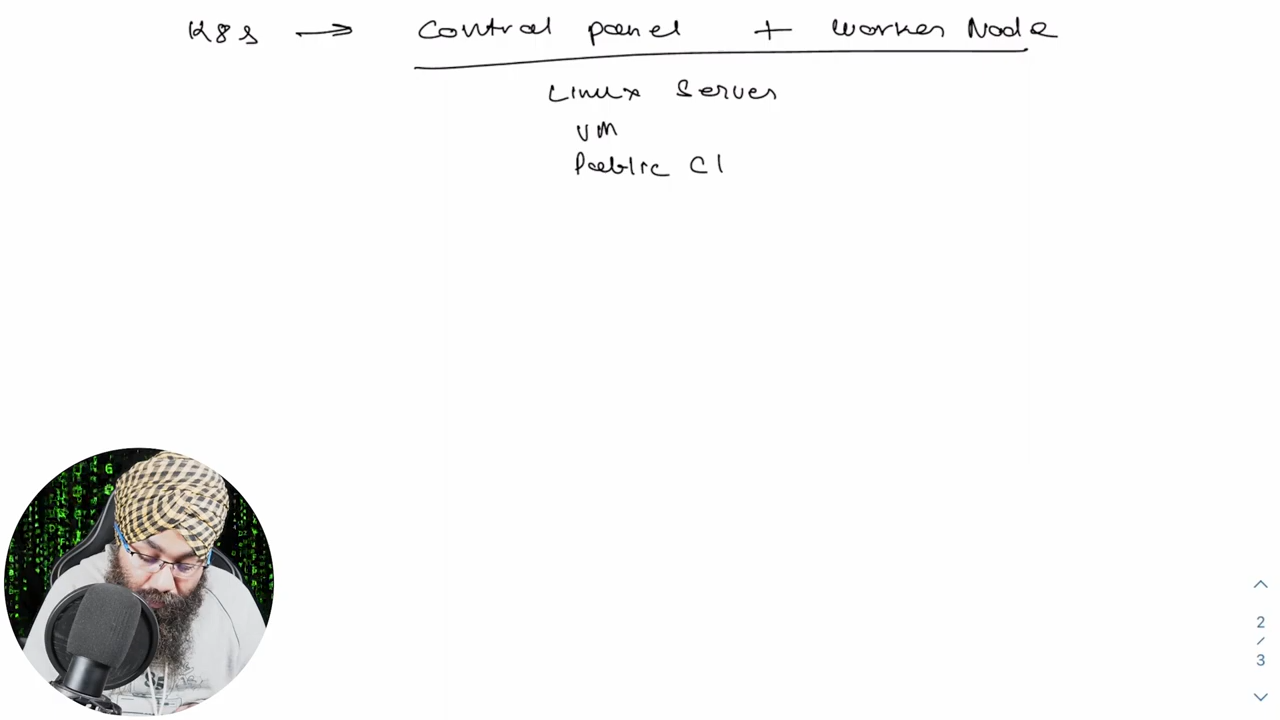 K8s → Control panel + Worker Node
Linux Server
VM
Public Cl
2
/
3